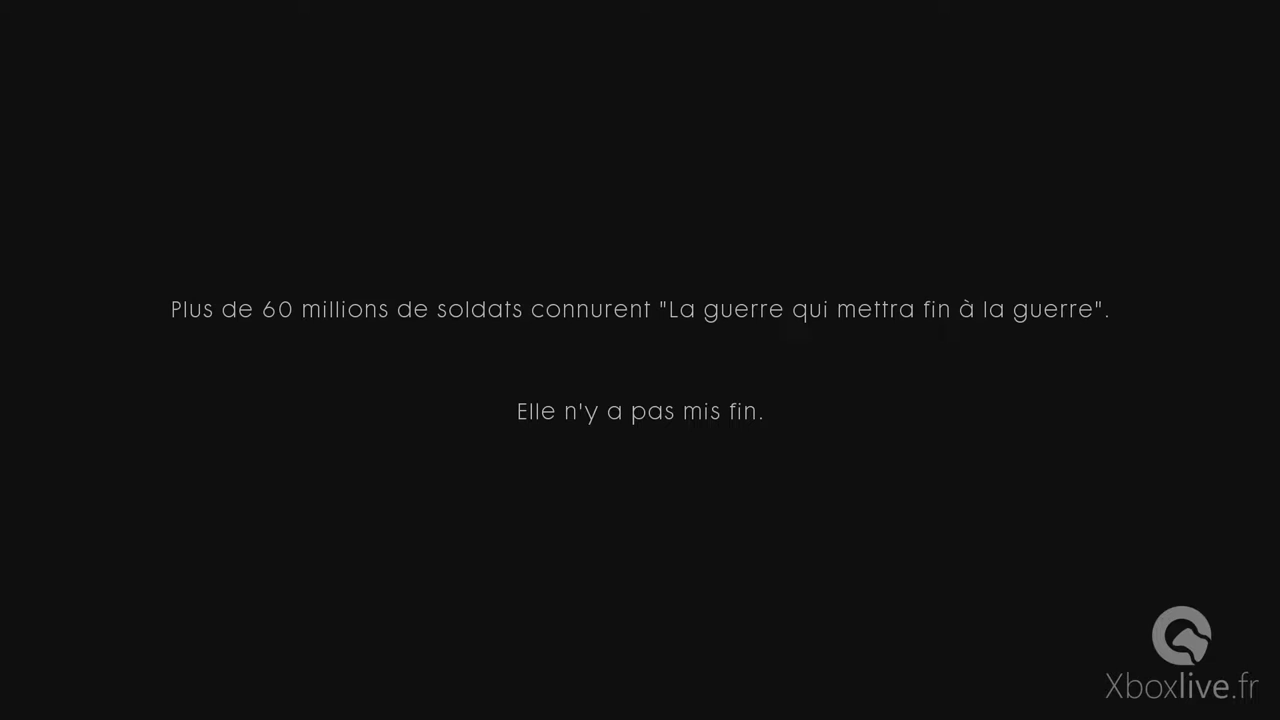 Plus de 60 millions de soldats connurent "La guerre qui mettra fin à la guerre".
Elle n'y a pas mis fin.
Xboxlive.fr